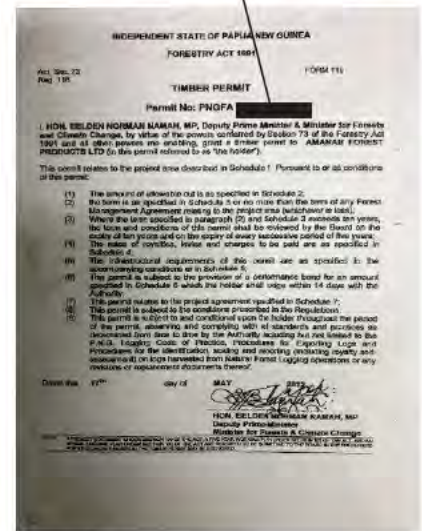 INDEPENDENT STATE OF PAPUA NEW GUINEA
FORESTRY ACT 1991
Act, Sec. 73
Reg. 118
FORM 118
TIMBER PERMIT
Permit No: PNGFA
I, HON. BELDEN NORMAN NAMAH, MP, Deputy Prime Minister & Minister for Forests
and Climate Change, by virtue of the powers conferred by Section 73 of the Forestry Act
1991 and all other powers me enabling, grant a timber permit to AMANAB FOREST
PRODUCTS LTD (in this permit referred to as "the holder").
This permit relates to the project area described in Schedule 1. Pursuant to or as conditions
of this permit:
(1) The amount of allowable cut is as specified in Schedule 2;
(2) the term is as specified in Schedule 3 or no more than the term of any Forest
Management Agreement relating to the project area (whichever is less);
(3) Where the term specified in paragraph (2) and Schedule 3 exceeds ten years,
the term and conditions of this permit shall be reviewed by the Board on the
expiry of ten years and on the expiry of every successive period of five years;
(4) The rates of royalties, levies and charges to be paid are as specified in
Schedule 4;
(5) The infrastructural requirements of this permit are as specified in the
accompanying conditions or in Schedule 5;
(6) This permit is subject to the provision of a performance bond for an amount
specified in Schedule 6 which the holder shall lodge within 14 days with the
Authority;
(7) This permit relates to the project agreement specified in Schedule 7;
(8) This permit is subject to the conditions prescribed in the Regulations;
(9) This permit is subject to and conditional upon the holder throughout the period
of the permit, observing and complying with all standards and practices as
promulgated from time to time by the Authority including but not limited to the
P.N.G. Logging Code of Practice, Procedures for Exporting Logs and
Procedures for the identification, scaling and reporting (including royalty self-
assessment) on logs harvested from Natural Forest Logging operations or any
revisions or replacement documents thereof.
Dated this 17th day of MAY 2012
HON. BELDEN NORMAN NAMAH, MP
Deputy Prime Minister
Minister for Forests & Climate Change